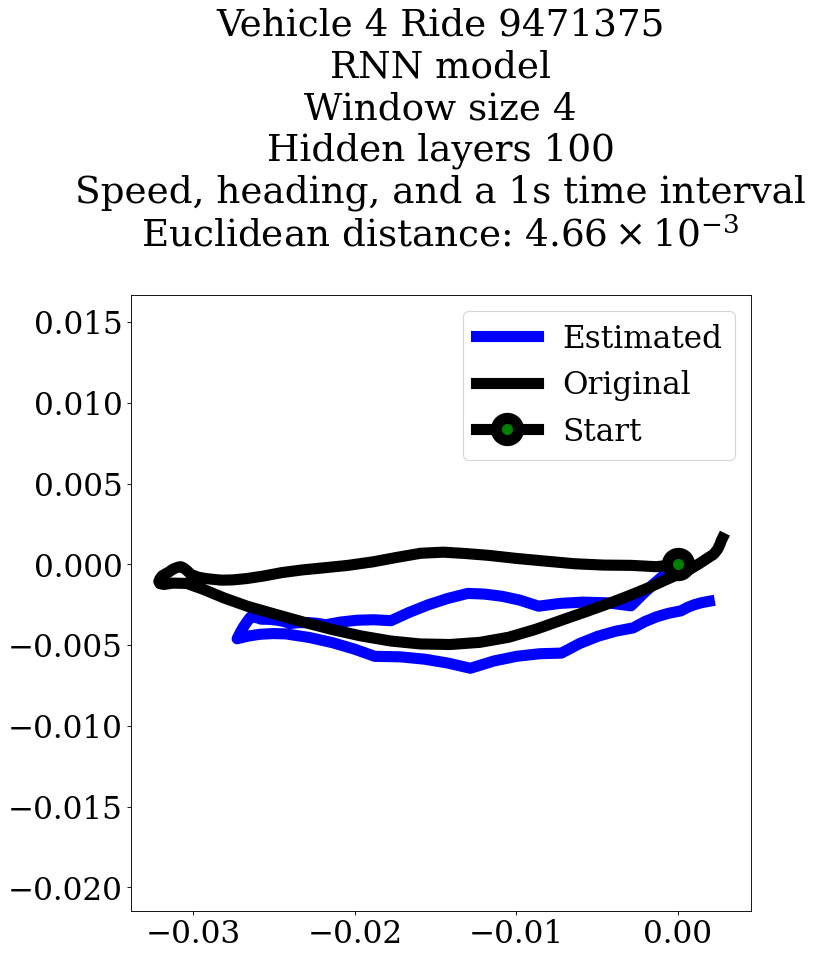 Vehicle 4 Ride 9471375
RNN model
Window size 4
Hidden layers 100
Speed, heading, and a 1s time interval
Euclidean distance: 4.66 × 10⁻³
Estimated
Original
Start
0.015
0.010
0.005
0.000
−0.005
−0.010
−0.015
−0.020
−0.03 −0.02 −0.01 0.00